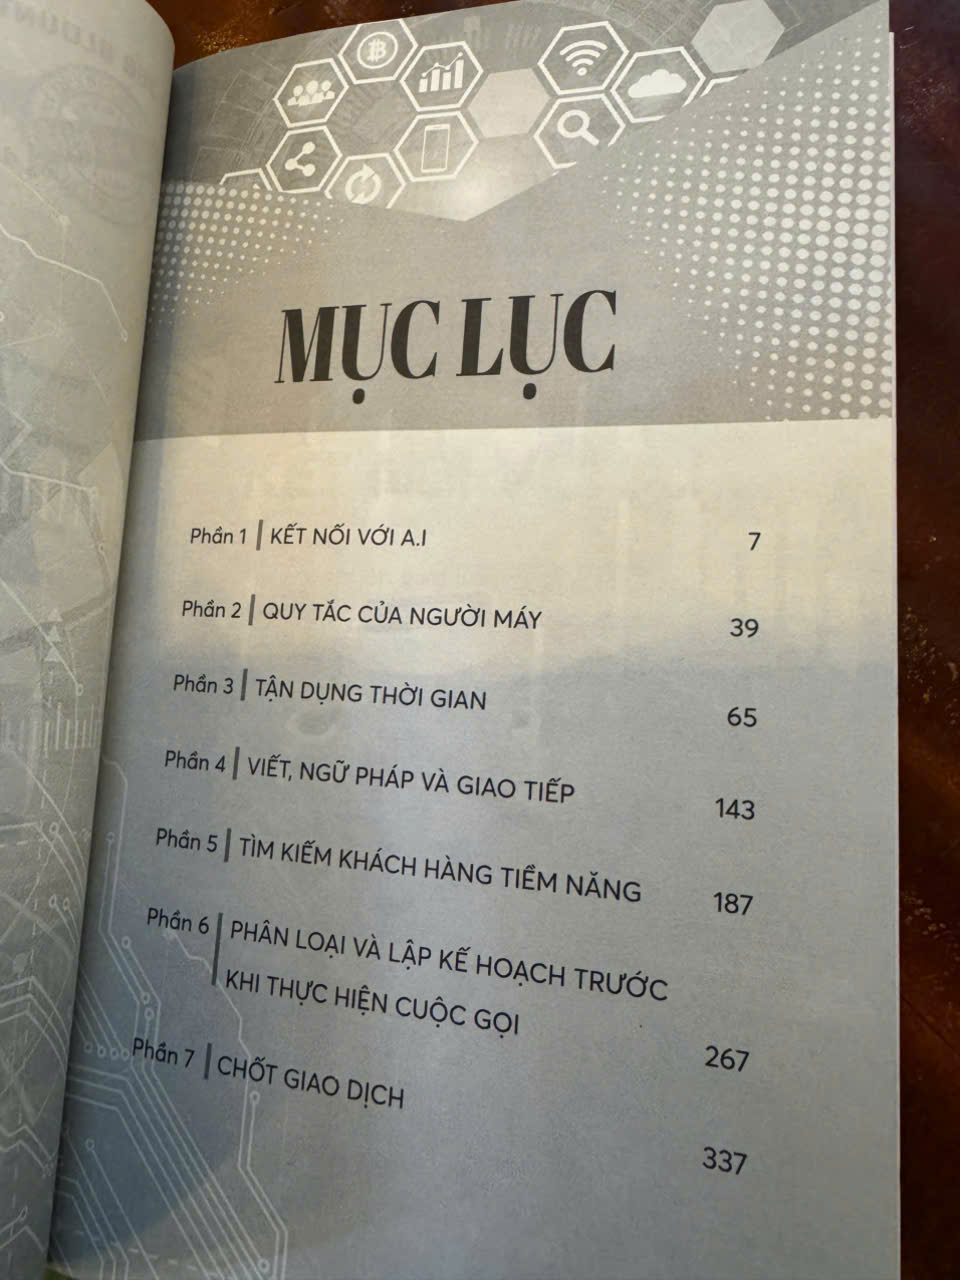 MỤC LỤC
Phần 1 | KẾT NỐI VỚI A.I 7
Phần 2 | QUY TẮC CỦA NGƯỜI MÁY 39
Phần 3 | TẬN DỤNG THỜI GIAN 65
Phần 4 | VIẾT, NGỮ PHÁP VÀ GIAO TIẾP 143
Phần 5 | TÌM KIẾM KHÁCH HÀNG TIỀM NĂNG 187
Phần 6 | PHÂN LOẠI VÀ LẬP KẾ HOẠCH TRƯỚC
KHI THỰC HIỆN CUỘC GỌI 267
Phần 7 | CHỐT GIAO DỊCH 337